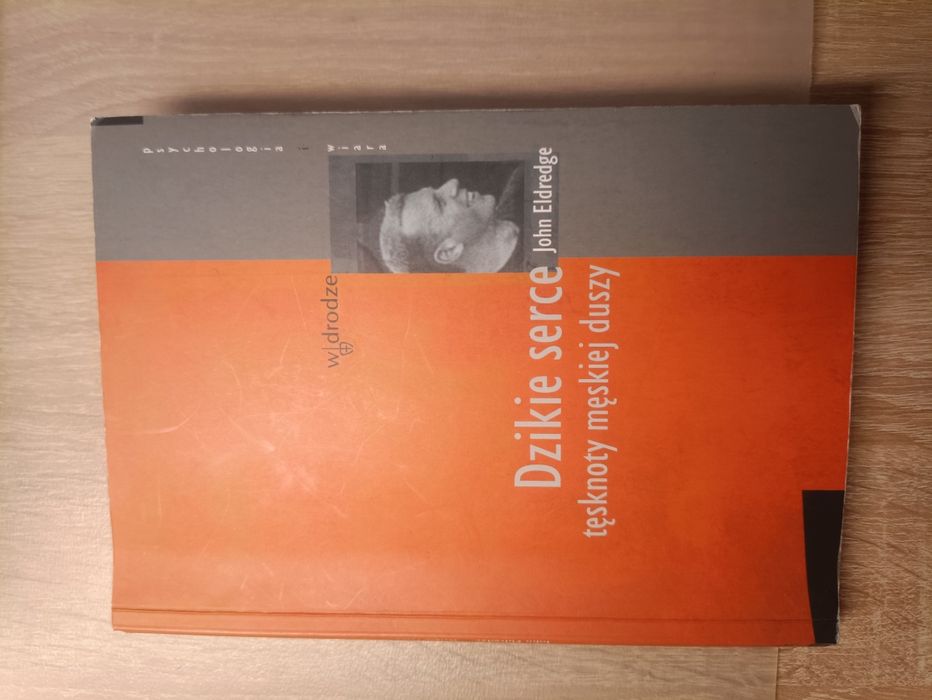 psychologia i wiara
John Eldredge
w drodze
Dzikie serce
tęsknoty męskiej duszy